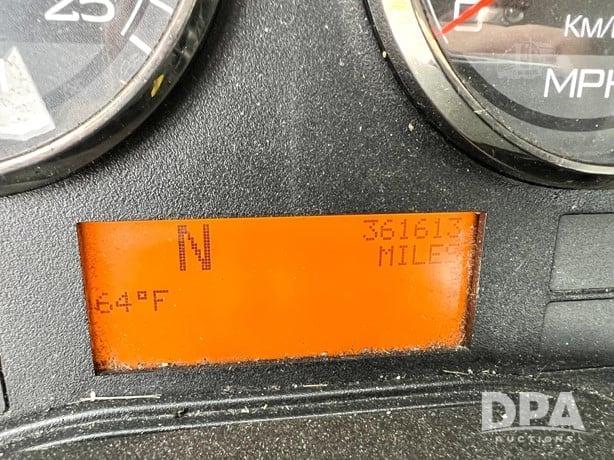 25
KM/
MPH
N
361613
MILES
64°F
DPA
AUCTIONS